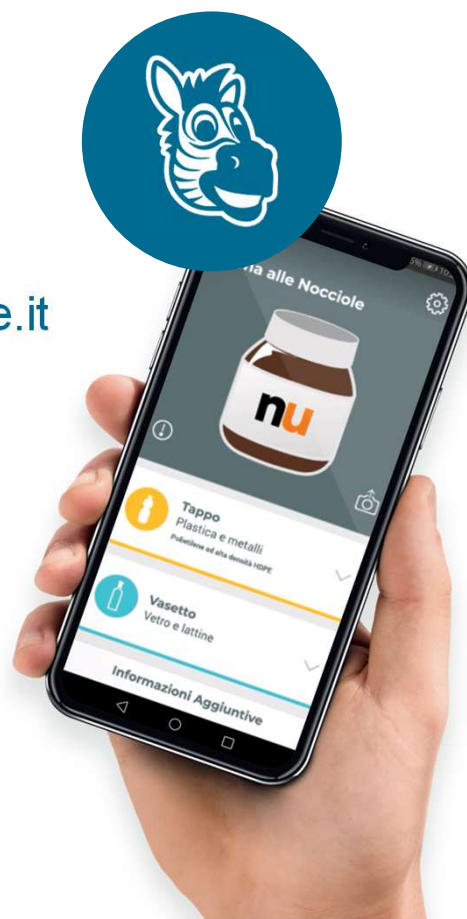 e.it
alle Nocciole
nu
Tappo
Plastica e metalli
Polietilene ad alta densità HDPE
Vasetto
Vetro e lattine
Informazioni Aggiuntive